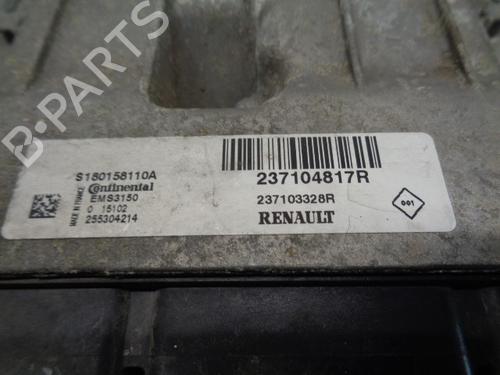 S180158110A
Continental
EMS3150
0 15102
255304214
MADE IN FRANCE
237104817R
237103328R
RENAULT
001
B-PARTS